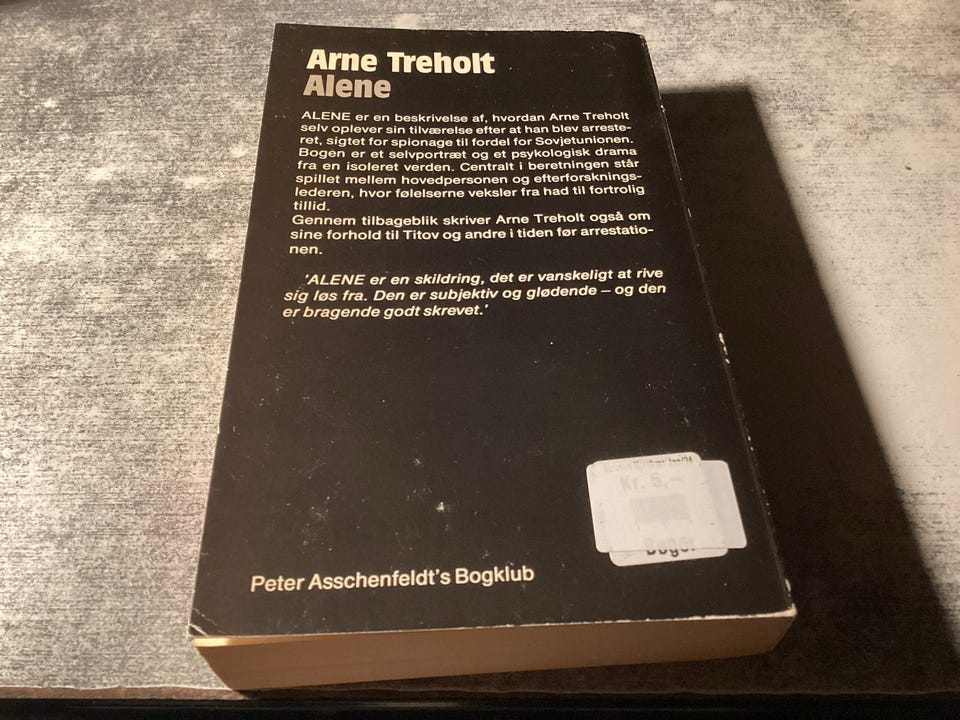 Arne Treholt
Alene
ALENE er en beskrivelse af, hvordan Arne Treholt
selv oplever sin tilværelse efter at han blev arreste-
ret, sigtet for spionage til fordel for Sovjetunionen.
Bogen er et selvportræt og et psykologisk drama
fra en isoleret verden. Centralt i beretningen står
spillet mellem hovedpersonen og efterforsknings-
lederen, hvor følelserne veksler fra had til fortrolig
tillid.
Gennem tilbageblik skriver Arne Treholt også om
sine forhold til Titov og andre i tiden før arrestatio-
nen.
'ALENE er en skildring, det er vanskeligt at rive
sig løs fra. Den er subjektiv og glødende – og den
er bragende godt skrevet.'
Kr. 5,-
Peter Asschenfeldt's Bogklub